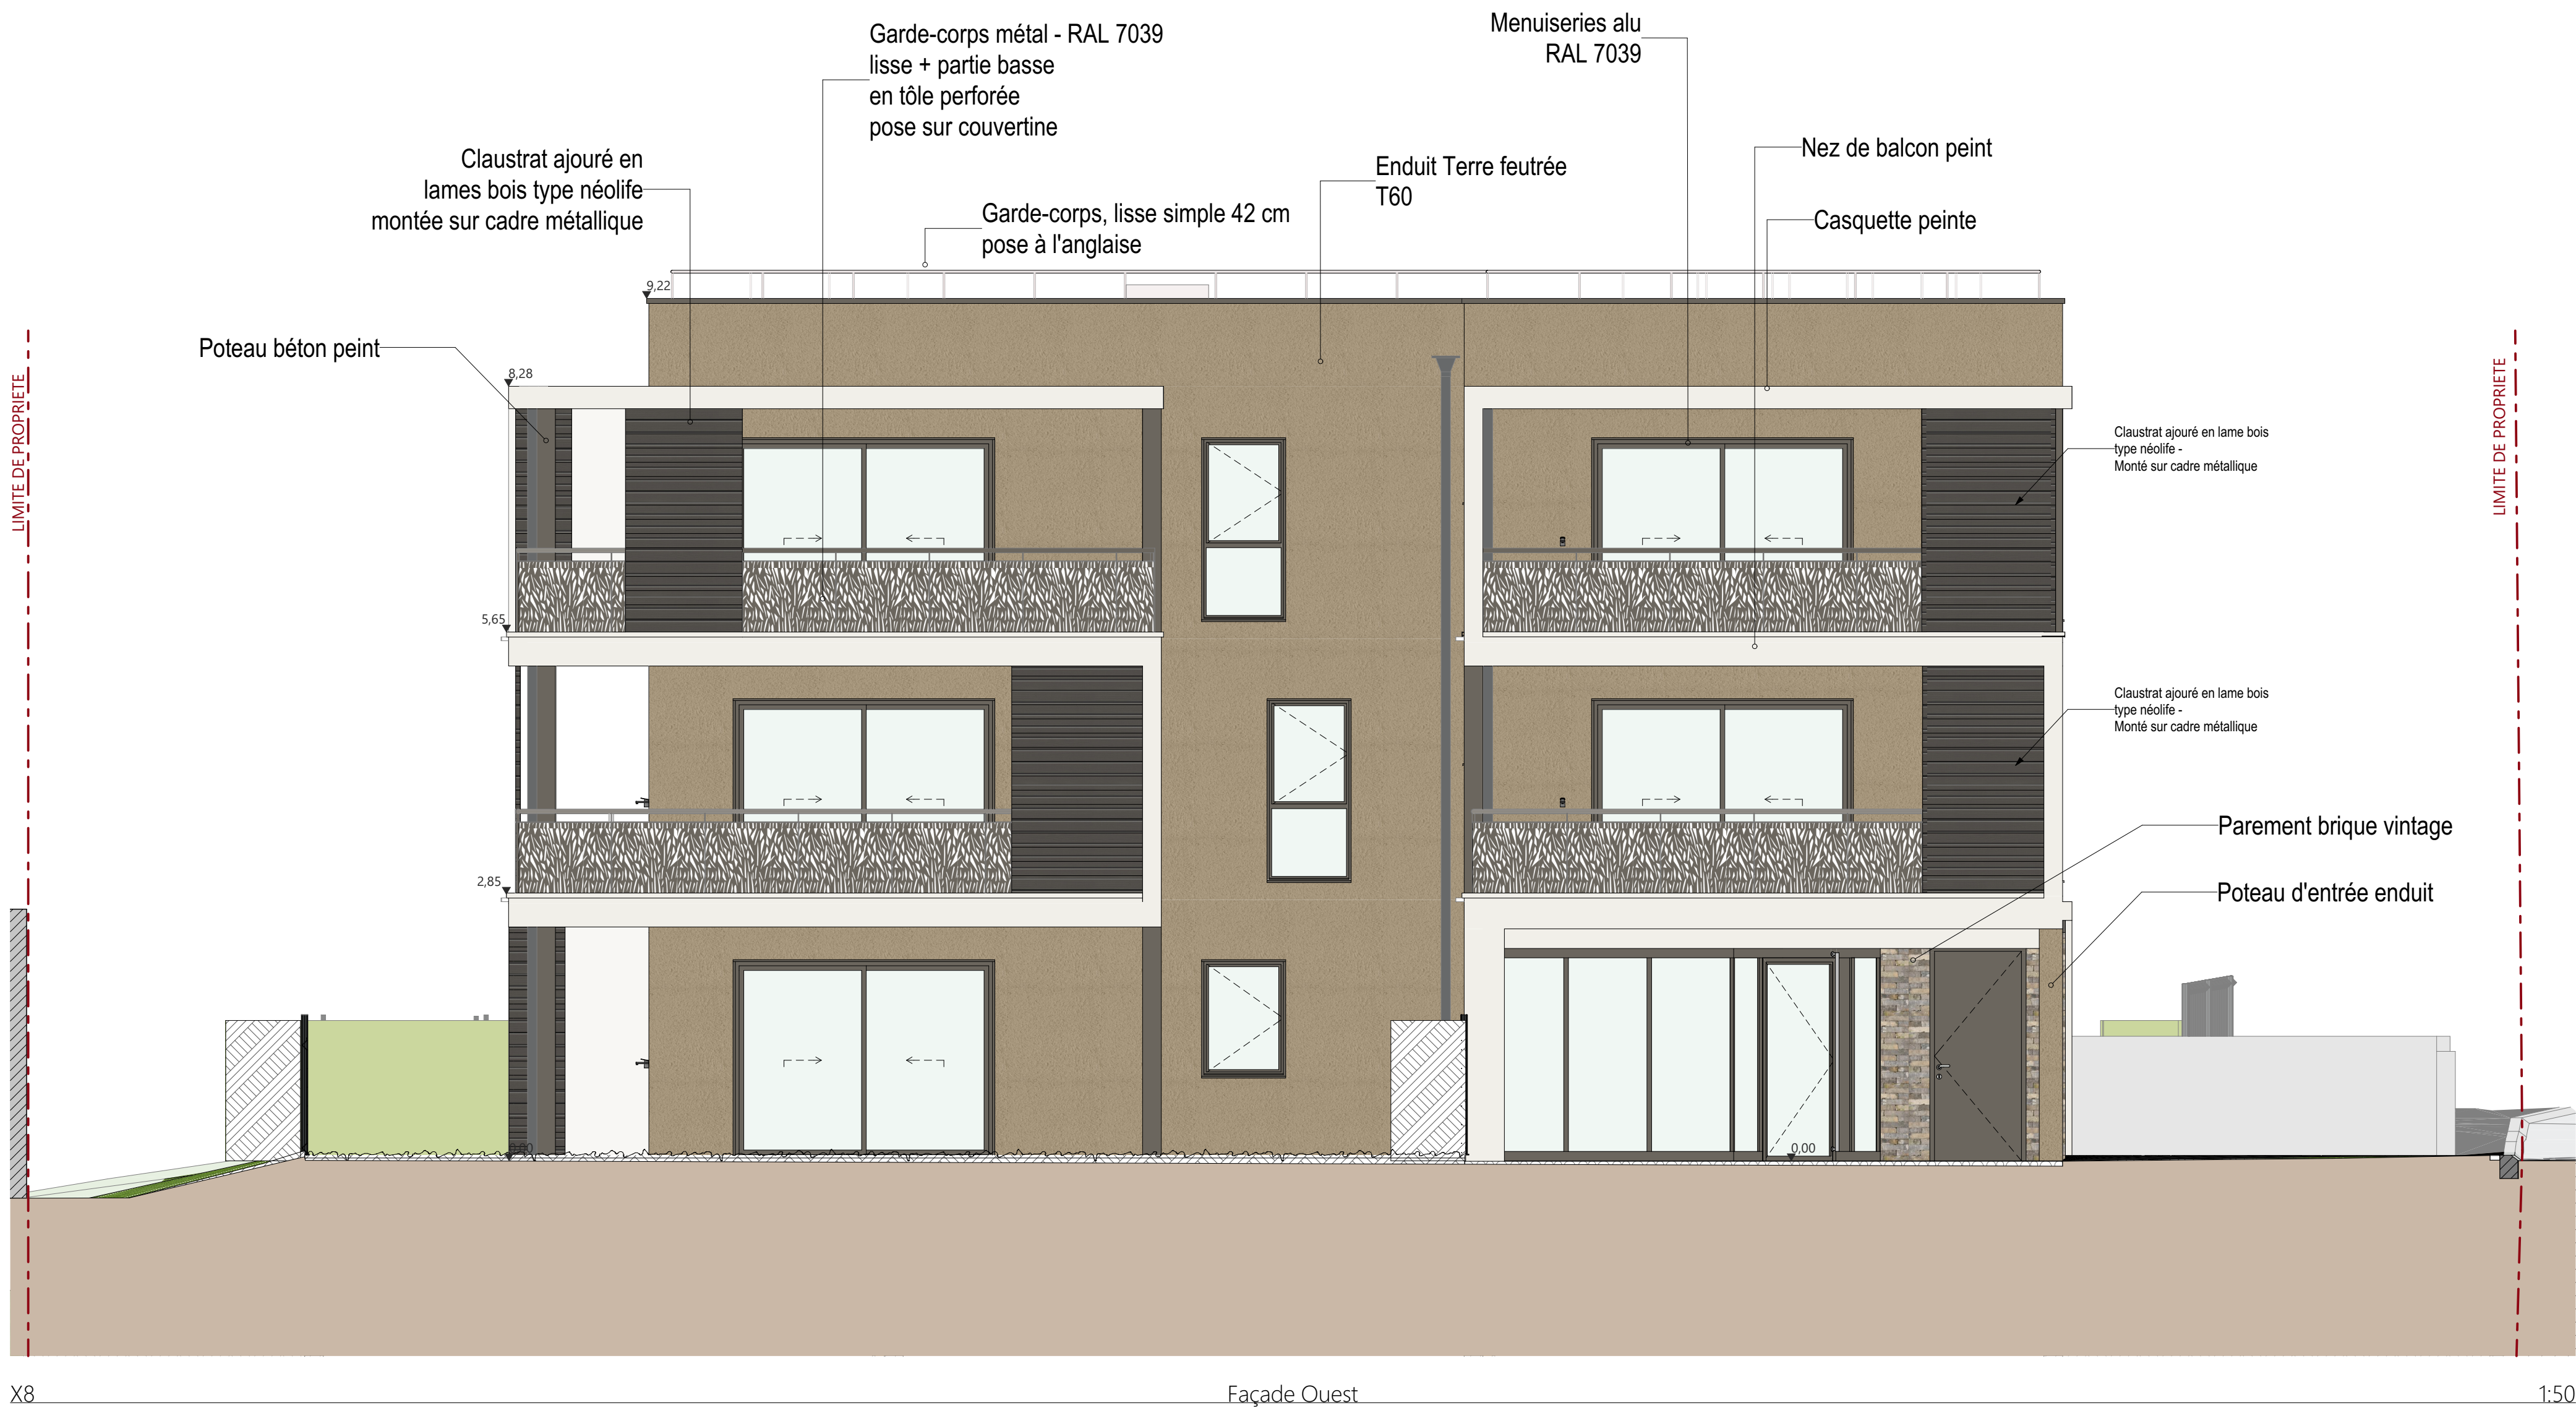 Garde-corps métal - RAL 7039
lisse + partie basse
en tôle perforée
pose sur couvertine
Menuiseries alu
RAL 7039
Claustrat ajouré en
lames bois type néolife
montée sur cadre métallique
Enduit Terre feutrée
T60
Nez de balcon peint
Garde-corps, lisse simple 42 cm
pose à l'anglaise
Casquette peinte
9,22
Poteau béton peint
8,28
LIMITE DE PROPRIETE
LIMITE DE PROPRIETE
Claustrat ajouré en lame bois
type néolife -
Monté sur cadre métallique
5,65
Claustrat ajouré en lame bois
type néolife -
Monté sur cadre métallique
Parement brique vintage
2,85
Poteau d'entrée enduit
0,00
0,00
X8
Façade Ouest
1:50